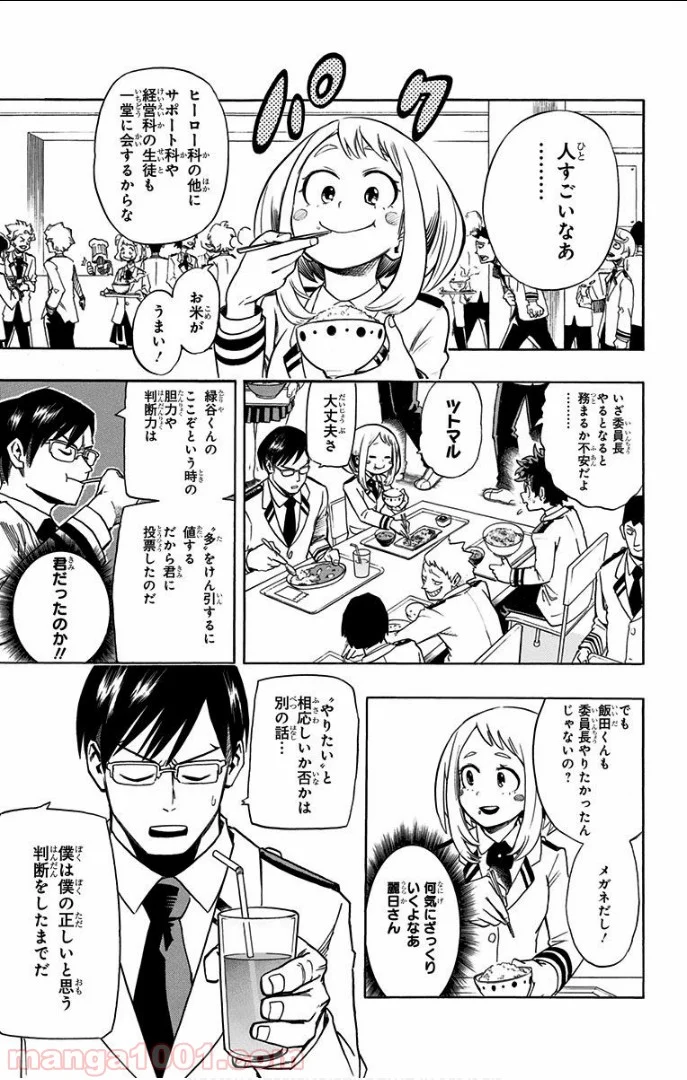 人すごいなあ
………
パク
ヒーロー科の他に
サポート科や
経営科の生徒も
一堂に会するからな
お米が
うまい！
いざ委員長
やるとなると
務まるか不安だよ
………
ツトマル
大丈夫さ
緑谷くんの
ここぞという時の
胆力や
判断力は
“多”をけん引するに
値する
だから君に
投票したのだ
君だったのか!!
でも
飯田くんも
委員長やりたかったん
じゃないの？
メガネだし！
何気にざっくり
いくよなあ
麗日さん
“やりたい”と
相応しいか否かは
別の話…
僕は僕の正しいと思う
判断をしたまでだ
manga1001.com